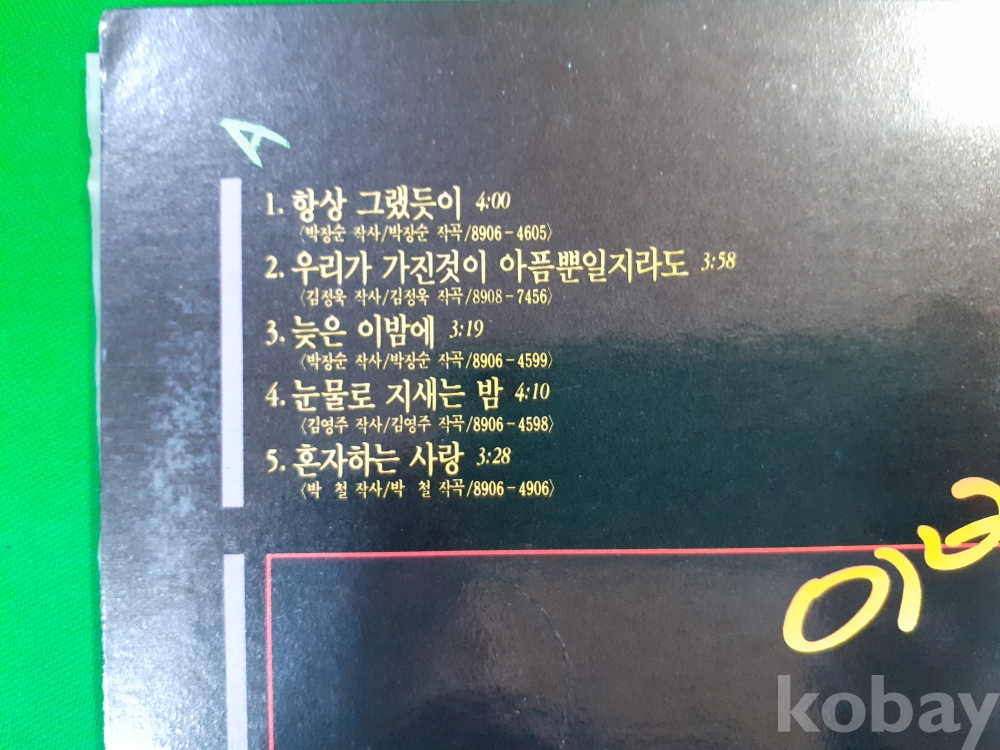 A
1. 항상 그랬듯이 4:00
〈박장순 작사/박장순 작곡/8906-4605〉
2. 우리가 가진것이 아픔뿐일지라도 3:58
〈김정욱 작사/김정욱 작곡/8908-7456〉
3. 늦은 이밤에 3:19
〈박장순 작사/박장순 작곡/8906-4599〉
4. 눈물로 지새는 밤 4:10
〈김영주 작사/김영주 작곡/8906-4598〉
5. 혼자하는 사랑 3:28
〈박 철 작사/박 철 작곡/8906-4906〉
kobay